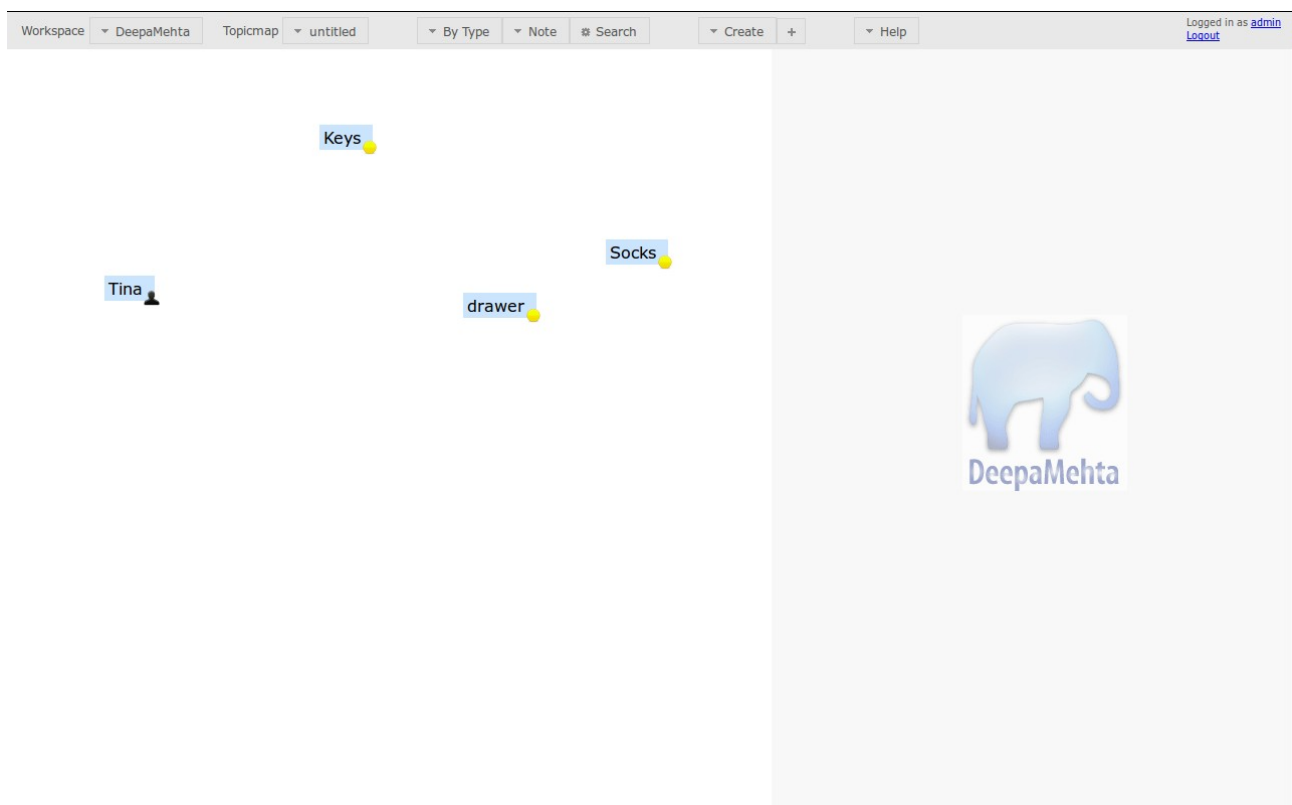 Workspace DeepaMehta Topicmap untitled By Type Note Search Create + Help Logged in as admin
Logout
Keys
Socks
Tina
drawer
DeepaMehta